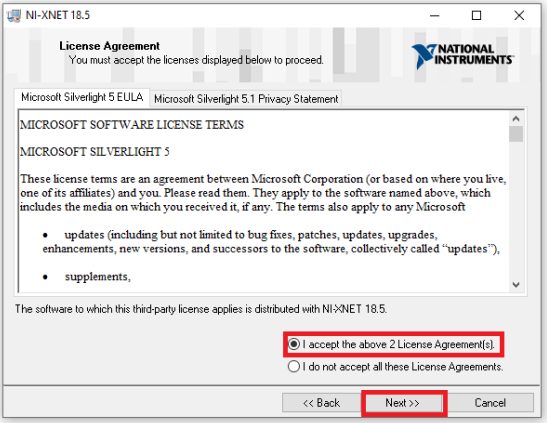 NI-XNET 18.5
License Agreement
You must accept the licenses displayed below to proceed.
NATIONAL
INSTRUMENTS
Microsoft Silverlight 5 EULA
Microsoft Silverlight 5.1 Privacy Statement
MICROSOFT SOFTWARE LICENSE TERMS
MICROSOFT SILVERLIGHT 5
These license terms are an agreement between Microsoft Corporation (or based on where you live,
one of its affiliates) and you. Please read them. They apply to the software named above, which
includes the media on which you received it, if any. The terms also apply to any Microsoft
• updates (including but not limited to bug fixes, patches, updates, upgrades,
enhancements, new versions, and successors to the software, collectively called “updates”),
• supplements,
The software to which this third-party license applies is distributed with NI-XNET 18.5.
I accept the above 2 License Agreement(s).
I do not accept all these License Agreements.
<< Back
Next >>
Cancel